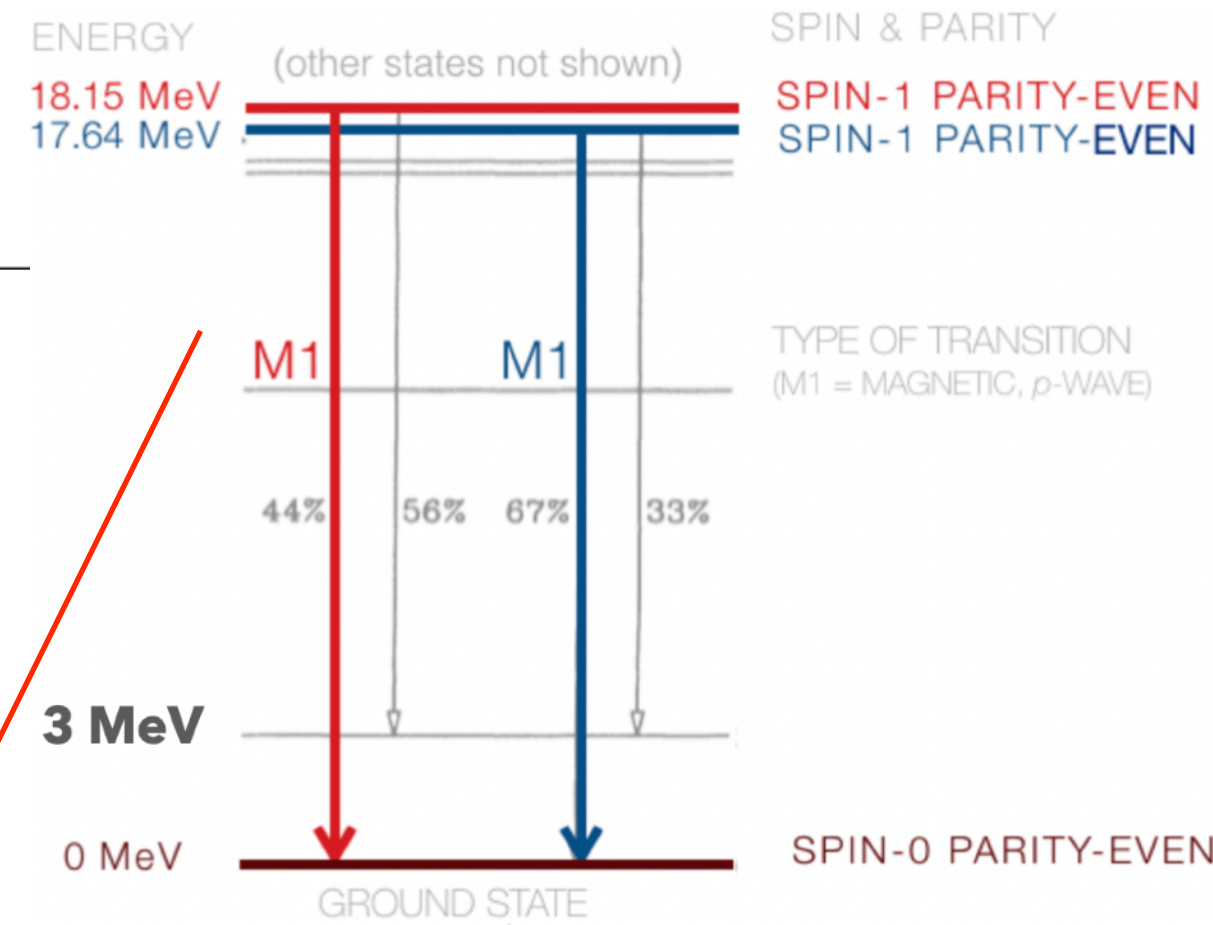 ENERGY
(other states not shown)
SPIN & PARITY
18.15 MeV
SPIN-1 PARITY-EVEN
17.64 MeV
SPIN-1 PARITY-EVEN
M1
M1
TYPE OF TRANSITION
(M1 = MAGNETIC, p-WAVE)
44%
56%
67%
33%
3 MeV
0 MeV
SPIN-0 PARITY-EVEN
GROUND STATE